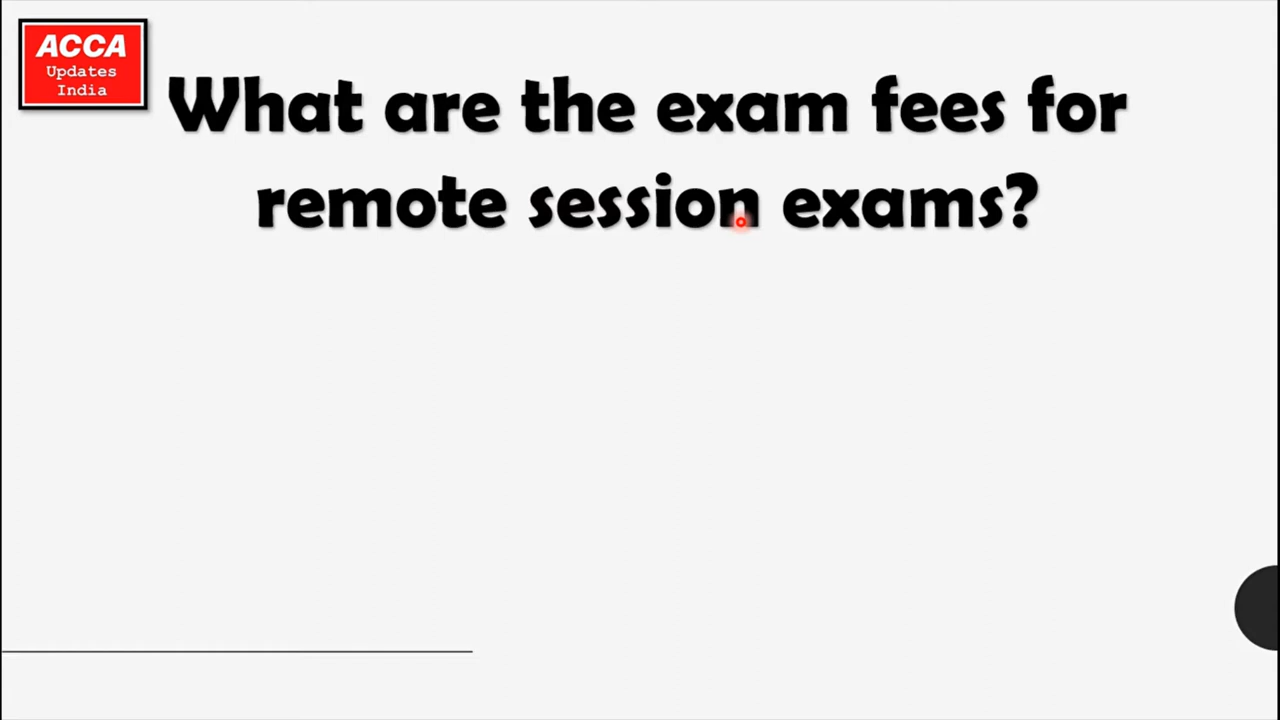 ACCA
Updates
India
What are the exam fees for
remote session exams?